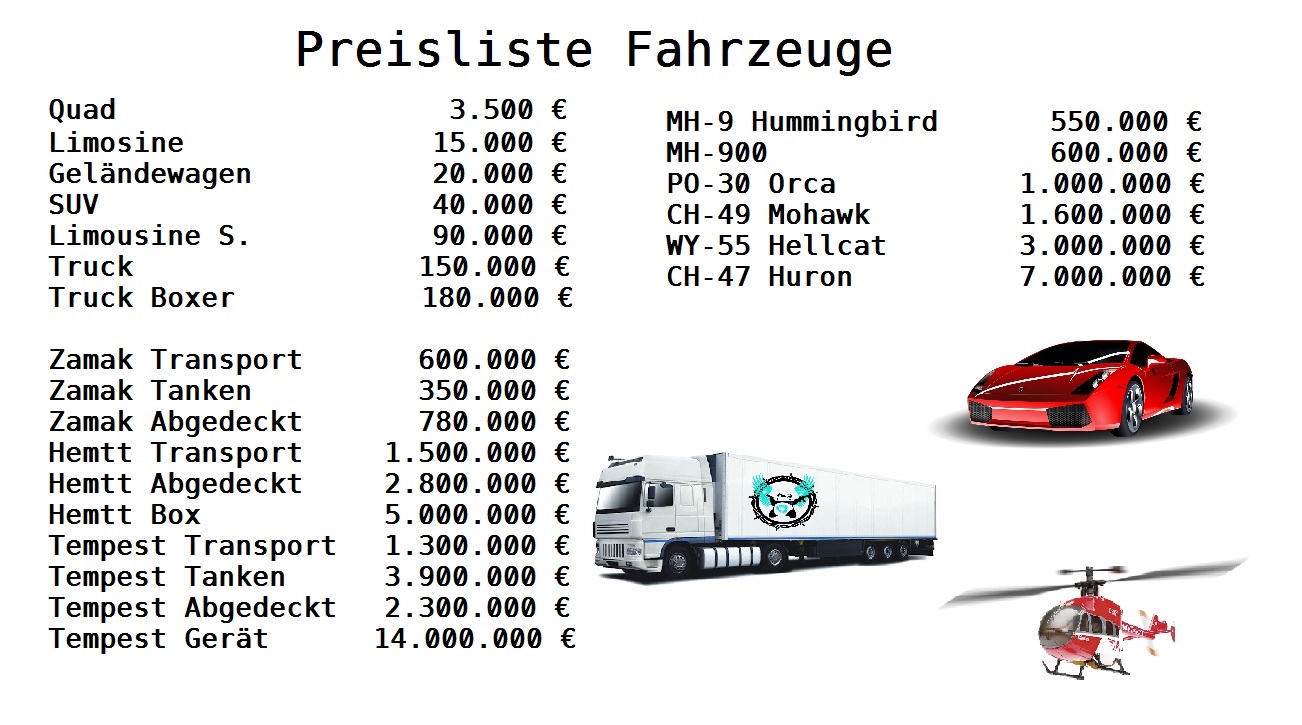 Preisliste Fahrzeuge
Quad 3.500 €
Limosine 15.000 €
Geländewagen 20.000 €
SUV 40.000 €
Limousine S. 90.000 €
Truck 150.000 €
Truck Boxer 180.000 €
Zamak Transport 600.000 €
Zamak Tanken 350.000 €
Zamak Abgedeckt 780.000 €
Hemtt Transport 1.500.000 €
Hemtt Abgedeckt 2.800.000 €
Hemtt Box 5.000.000 €
Tempest Transport 1.300.000 €
Tempest Tanken 3.900.000 €
Tempest Abgedeckt 2.300.000 €
Tempest Gerät 14.000.000 €
MH-9 Hummingbird 550.000 €
MH-900 600.000 €
PO-30 Orca 1.000.000 €
CH-49 Mohawk 1.600.000 €
WY-55 Hellcat 3.000.000 €
CH-47 Huron 7.000.000 €